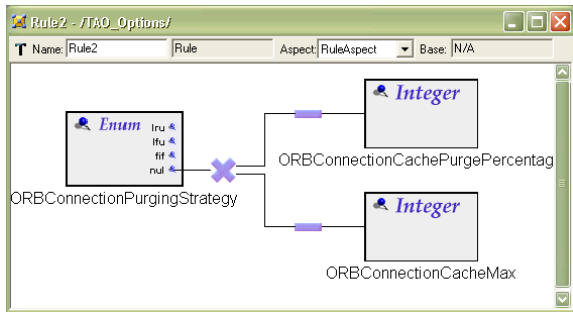 Rule2 - /TAO_Options/
T Name: Rule2 Rule Aspect: RuleAspect Base: N/A
Integer
ORBConnectionCachePurgePercentag
Enum
lru
lfu
fif
nul
ORBConnectionPurgingStrategy
Integer
ORBConnectionCacheMax